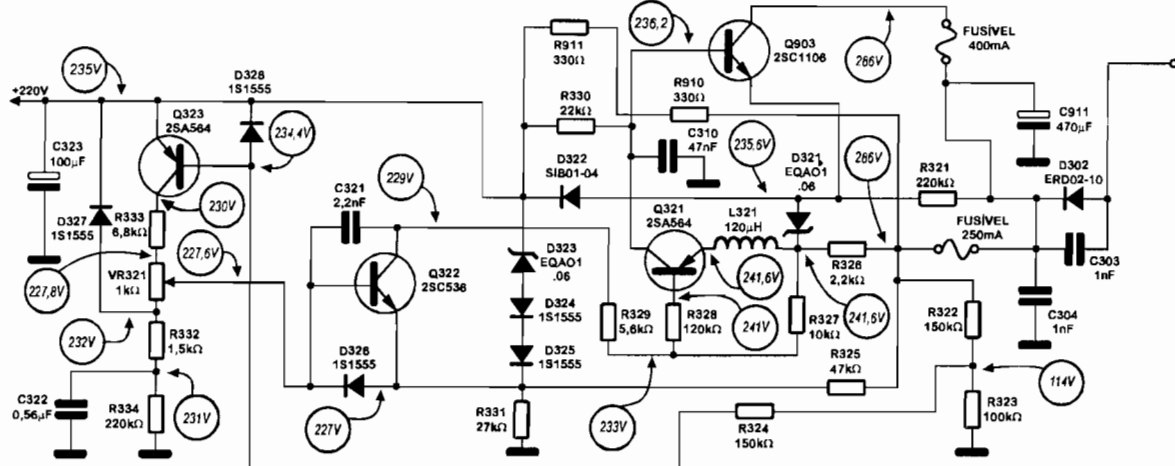 236,2
R911
330Ω
Q903
2SC1106
286V
FUSÍVEL
400mA
235V
D328
1S1555
+220V
Q323
2SA564
234,4V
R330
22kΩ
R910
330Ω
C911
470µF
C323
100µF
C310
47nF
235,6V
D321
EQAO1
.06
286V
D322
SIB01-04
R321
220kΩ
D302
ERD02-10
C321
2,2nF
229V
230V
D327
1S1555
R333
6,8kΩ
227,6V
Q321
2SA564
L321
120µH
FUSÍVEL
250mA
C303
1nF
227,8V
VR321
1kΩ
Q322
2SC536
D323
EQAO1
.06
241,6V
R326
2,2kΩ
D324
1S1555
R329
5,6kΩ
R328
120kΩ
241V
R327
10kΩ
241,6V
R322
150kΩ
C304
1nF
232V
R332
1,5kΩ
D326
1S1555
D325
1S1555
R325
47kΩ
114V
C322
0,56µF
R334
220kΩ
231V
227V
R331
27kΩ
233V
R324
150kΩ
R323
100kΩ